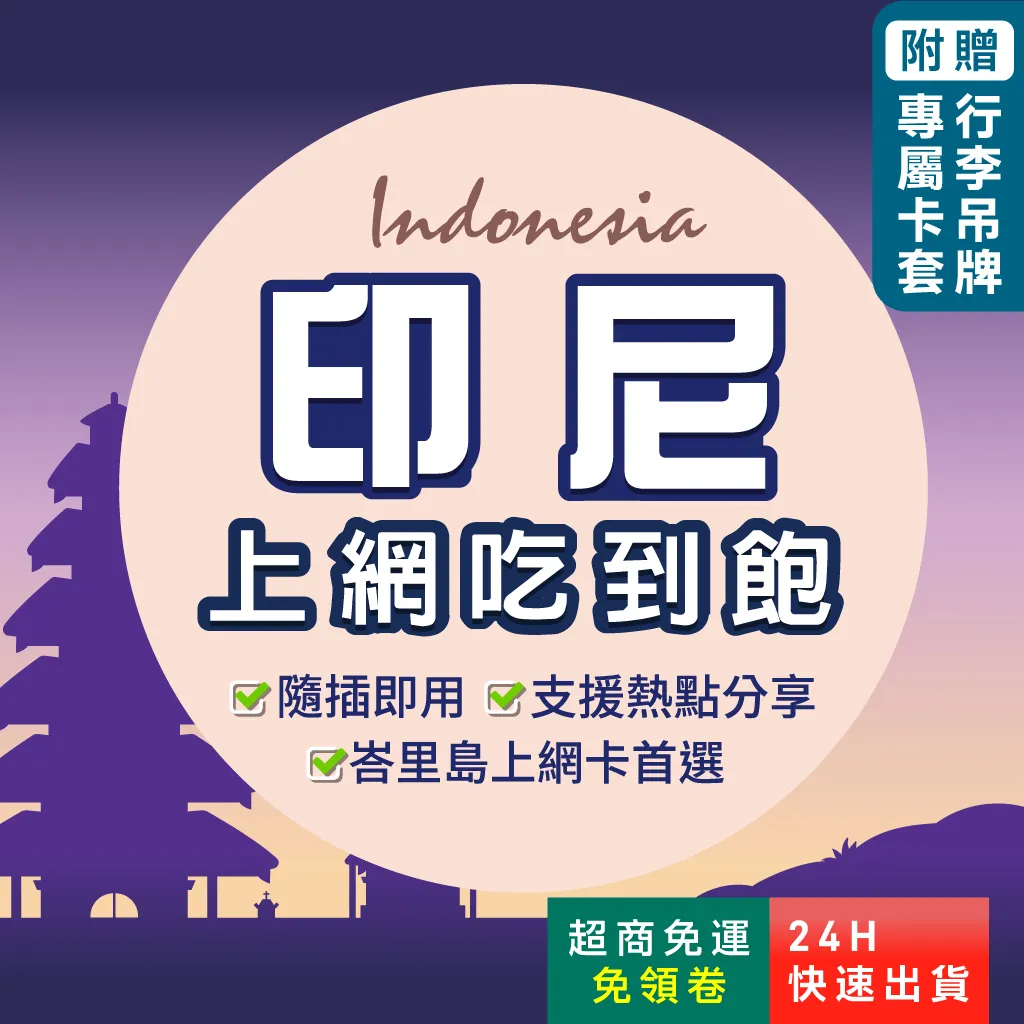 附贈
行李吊牌
專屬卡套
Indonesia
印尼
上網吃到飽
隨插即用 支援熱點分享
峇里島上網卡首選
超商免運
免領卷
24H
快速出貨